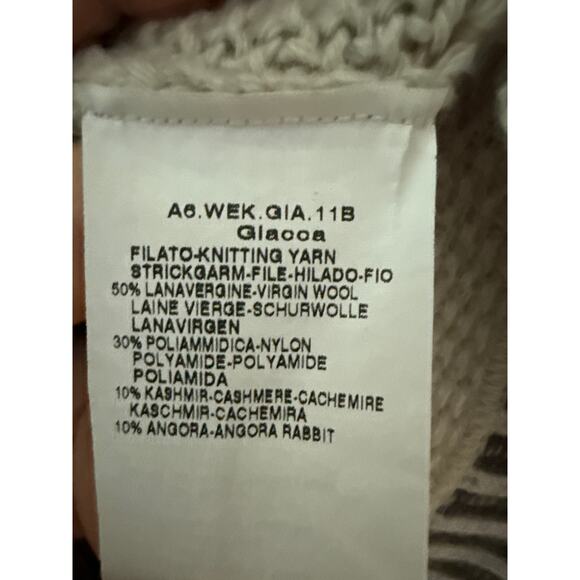 A6.WEK.GIA.11B
Giacca
FILATO-KNITTING YARN
STRICKGARM-FILE-HILADO-FIO
50% LANAVERGINE-VIRGIN WOOL
LAINE VIERGE-SCHURWOLLE
LANAVIRGEN
30% POLIAMMIDICA-NYLON
POLYAMIDE-POLYAMIDE
POLIAMIDA
10% KASHMIR-CASHMERE-CACHEMIRE
KASCHMIR-CACHEMIRA
10% ANGORA-ANGORA RABBIT